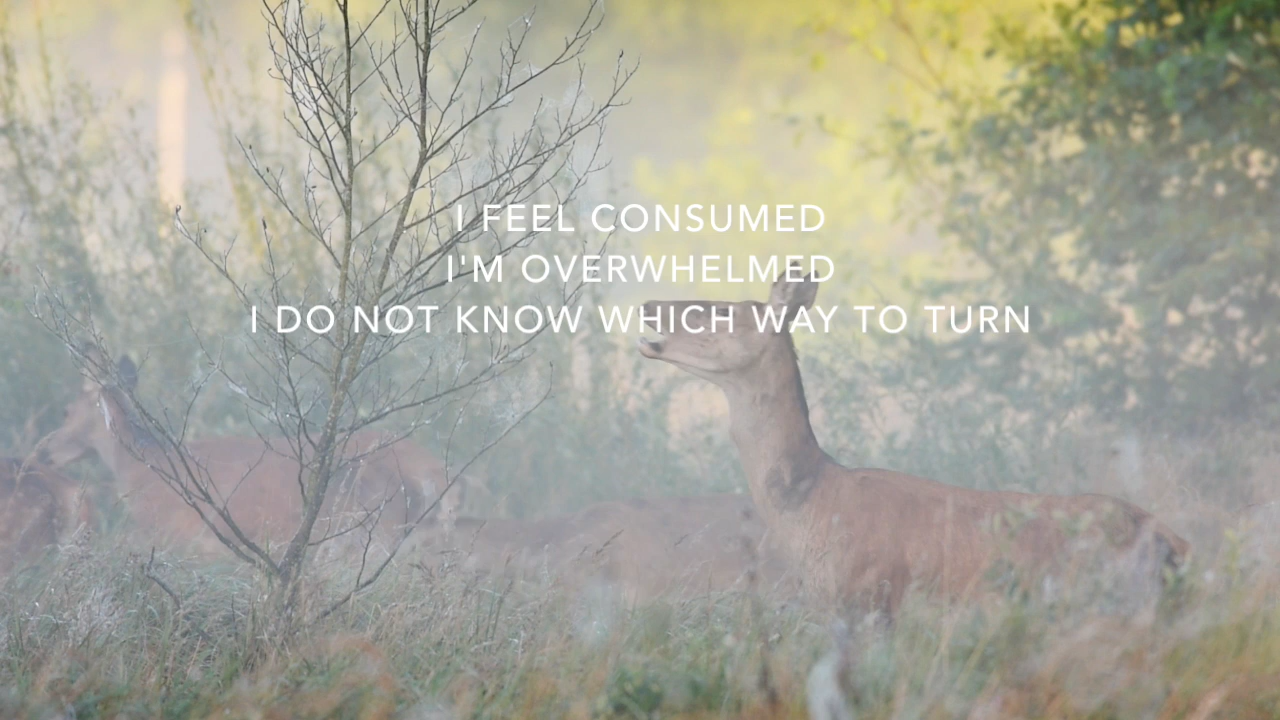 I FEEL CONSUMED
I'M OVERWHELMED
I DO NOT KNOW WHICH WAY TO TURN